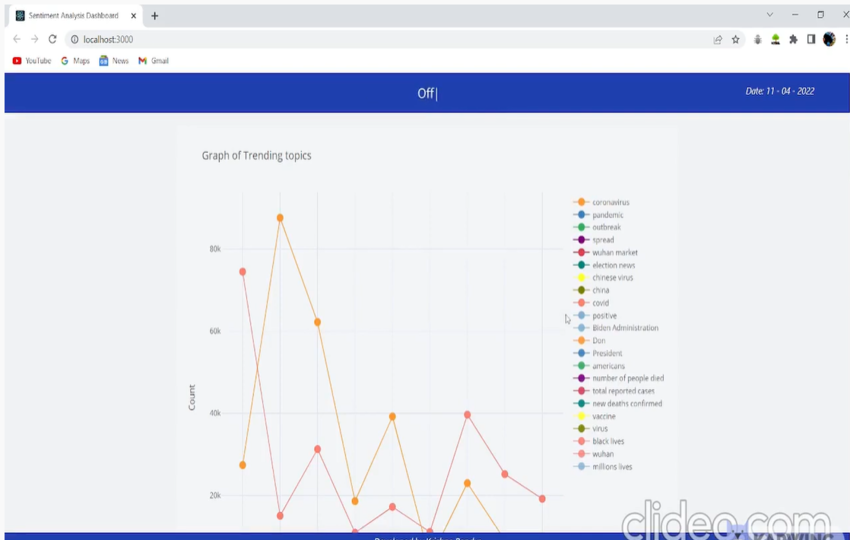 Sentiment Analysis Dashboard
localhost:3000
YouTube Maps News Gmail
Off|
Date: 11 - 04 - 2022
Graph of Trending topics
coronavirus
pandemic
outbreak
spread
wuhan market
election news
chinese virus
china
covid
positive
Biden Administration
Don
President
americans
number of people died
total reported cases
new deaths confirmed
vaccine
virus
black lives
wuhan
millions lives
80k
60k
40k
20k
Count
clideo.com